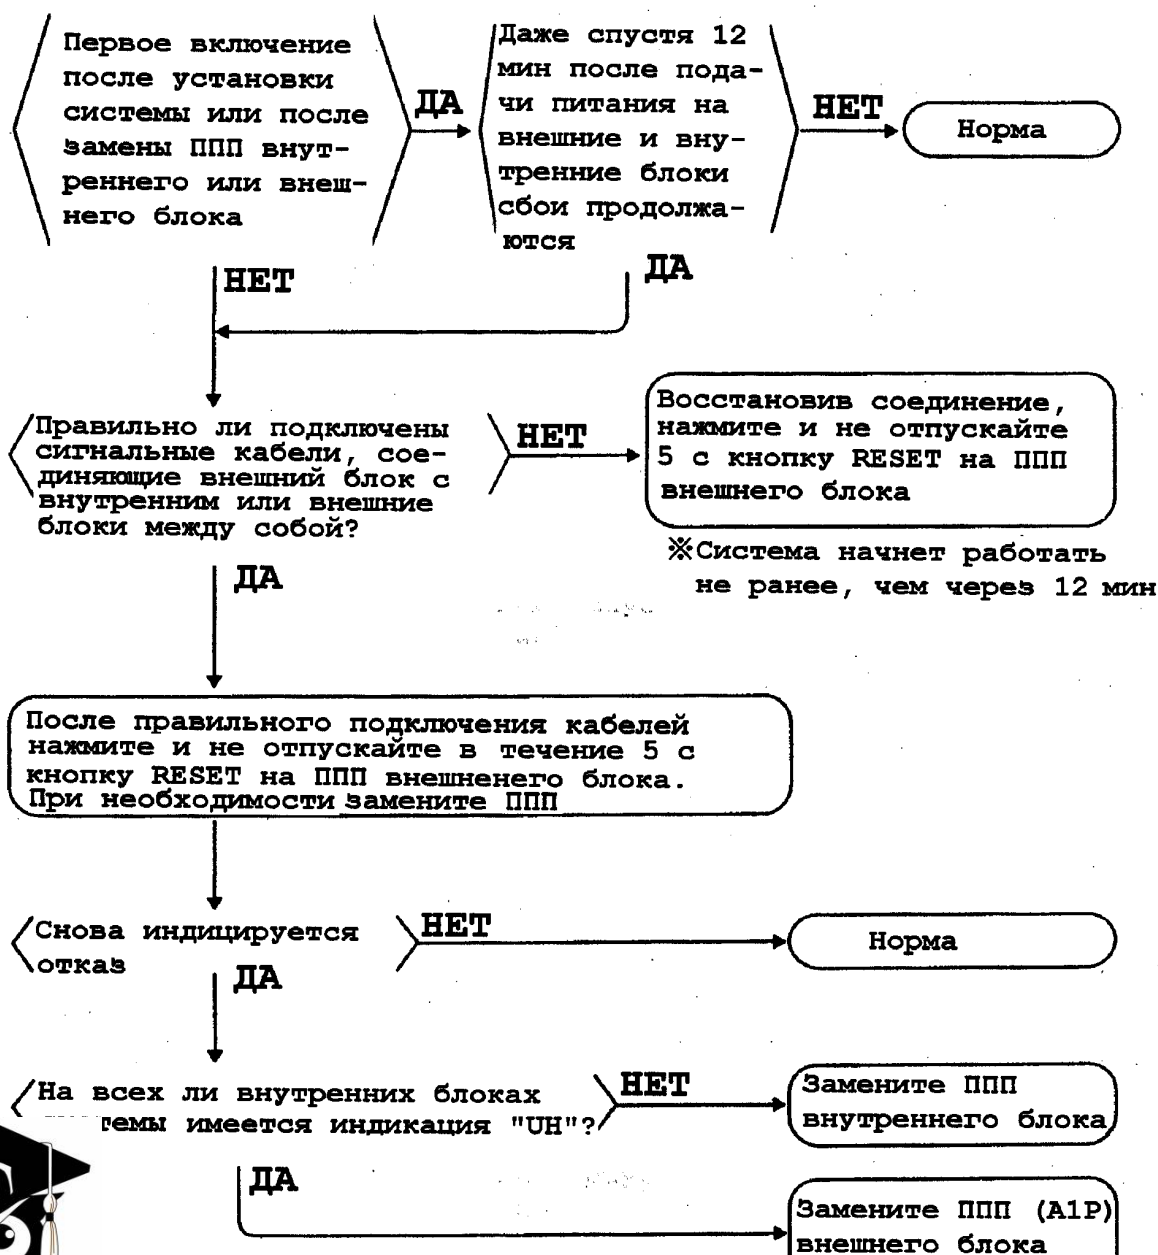 Первое включение
после установки
системы или после
замены ППП внут-
реннего или внеш-
него блока
ДА
Даже спустя 12
мин после пода-
чи питания на
внешние и вну-
тренние блоки
сбои продолжа-
ются
НЕТ
Норма
НЕТ
ДА
Правильно ли подключены
сигнальные кабели, сое-
диняющие внешний блок с
внутренним или внешние
блоки между собой?
НЕТ
Восстановив соединение,
нажмите и не отпускайте
5 с кнопку RESET на ППП
внешнего блока
※Система начнет работать
не ранее, чем через 12 мин
ДА
После правильного подключения кабелей
нажмите и не отпускайте в течение 5 с
кнопку RESET на ППП внешненего блока.
При необходимости замените ППП
Снова индицируется
отказ
НЕТ
Норма
ДА
На всех ли внутренних блоках
темы имеется индикация "UH"?
НЕТ
Замените ППП
внутреннего блока
ДА
Замените ППП (A1P)
внешнего блока